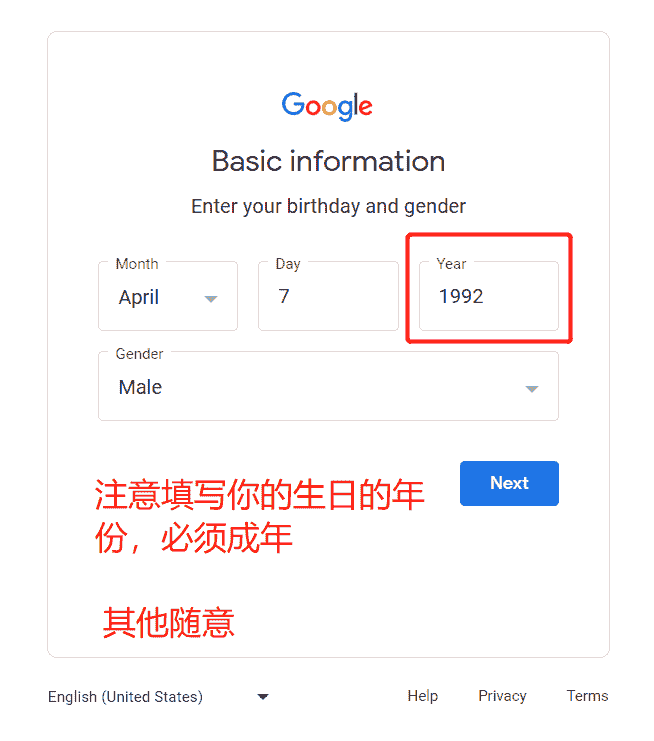 Google
Basic information
Enter your birthday and gender
Month
Day
Year
April
7
1992
Gender
Male
Next
注意填写你的生日的年
份，必须成年
其他随意
English (United States)
Help
Privacy
Terms